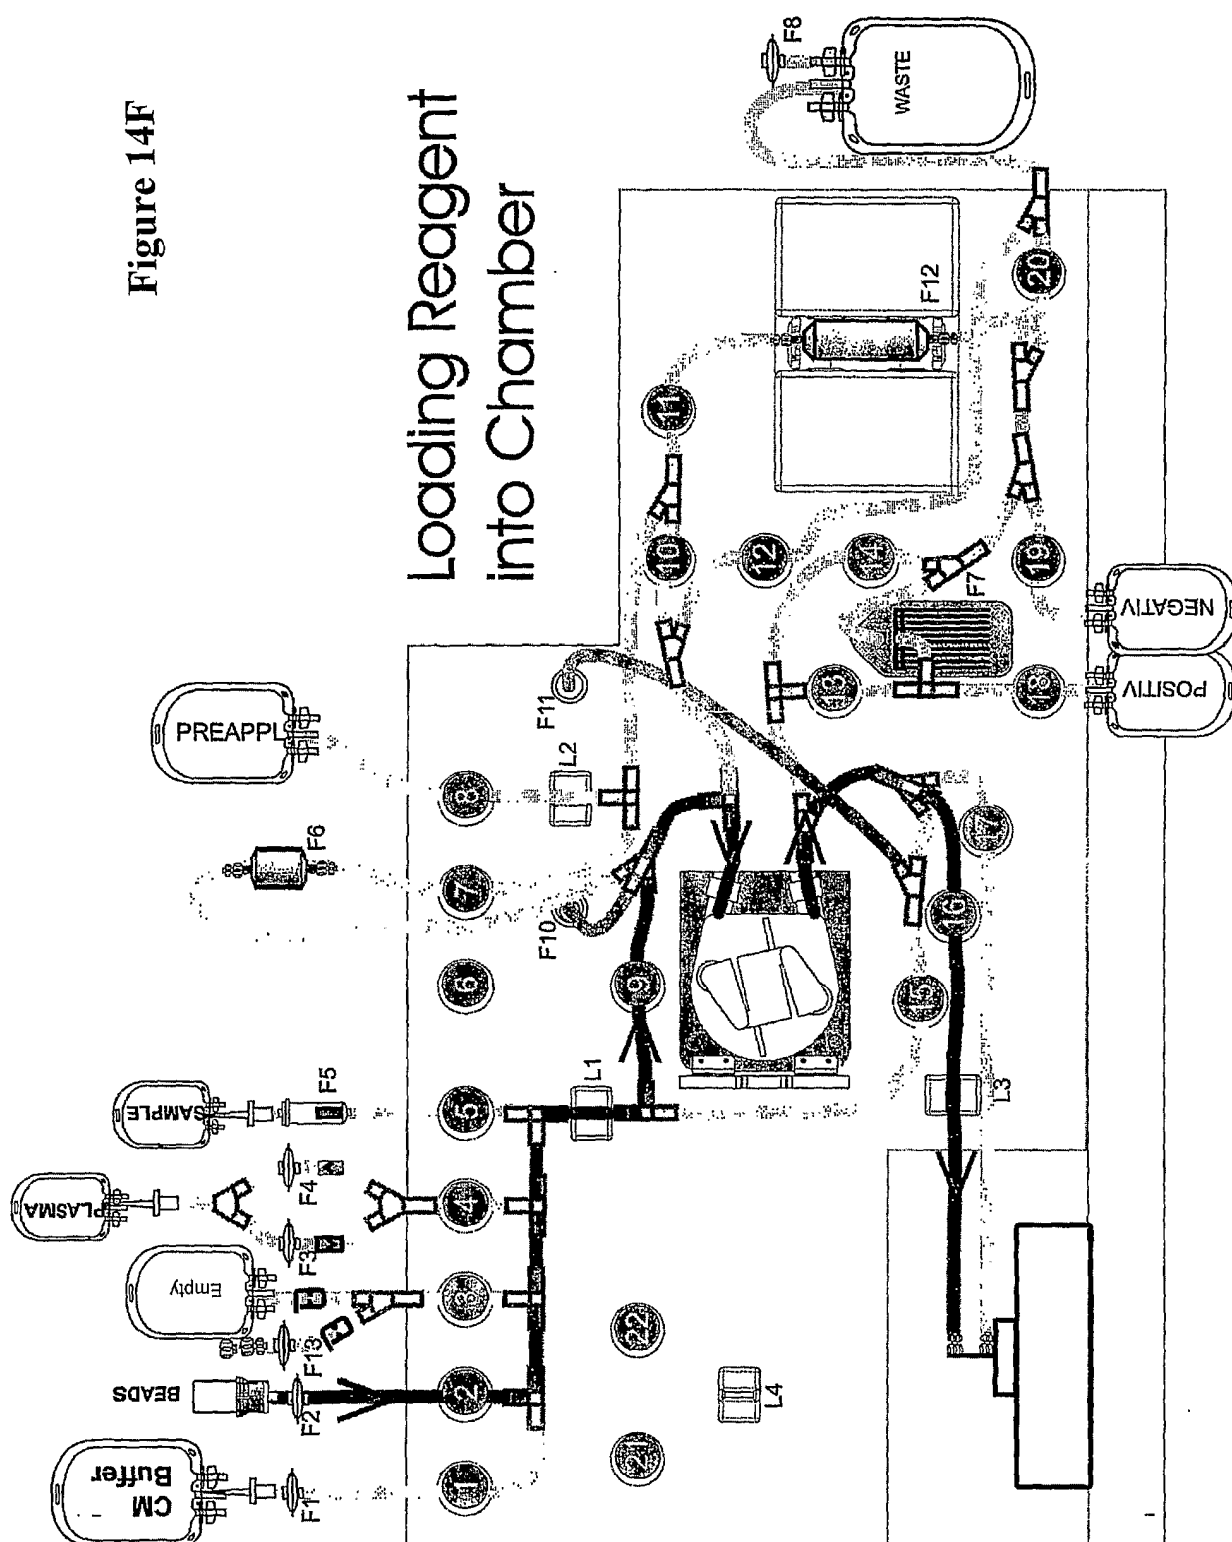 Figure 14F
Loading Reagent
into Chamber
F8
WASTE
F12
20
11
10
12
14
19
F7
NEGATIV
POSITIV
13
18
F11
PREAPPL
L2
8
F6
7
F10
17
16
6
9
15
SAMPLE
F5
5
L1
L3
PLASMA
F4
F3
4
Empty
F13
3
22
BEADS
F2
2
L4
CM
Buffer
F1
1
21